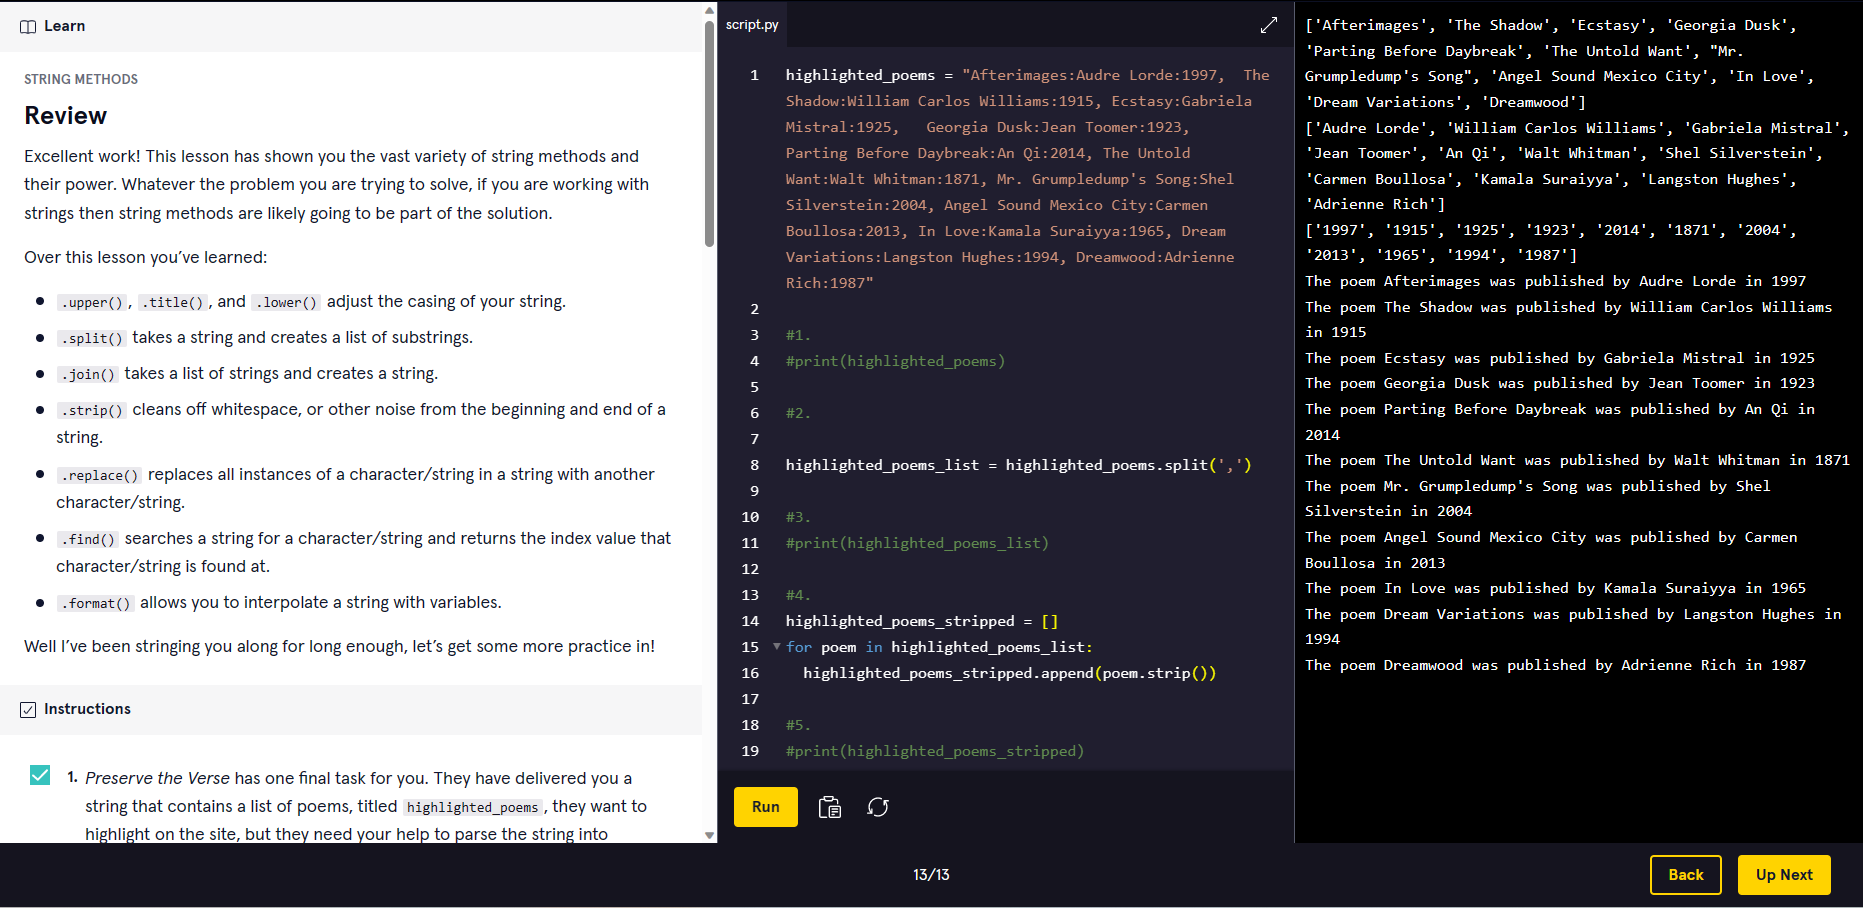 Learn
STRING METHODS
Review
Excellent work! This lesson has shown you the vast variety of string methods and
their power. Whatever the problem you are trying to solve, if you are working with
strings then string methods are likely going to be part of the solution.
Over this lesson you’ve learned:
.upper(), .title(), and .lower() adjust the casing of your string.
.split() takes a string and creates a list of substrings.
.join() takes a list of strings and creates a string.
.strip() cleans off whitespace, or other noise from the beginning and end of a
string.
.replace() replaces all instances of a character/string in a string with another
character/string.
.find() searches a string for a character/string and returns the index value that
character/string is found at.
.format() allows you to interpolate a string with variables.
Well I’ve been stringing you along for long enough, let’s get some more practice in!
Instructions
1. Preserve the Verse has one final task for you. They have delivered you a
string that contains a list of poems, titled highlighted_poems, they want to
highlight on the site, but they need your help to parse the string into
script.py
1 highlighted_poems = "Afterimages:Audre Lorde:1997,  The
Shadow:William Carlos Williams:1915, Ecstasy:Gabriela
Mistral:1925,   Georgia Dusk:Jean Toomer:1923,
Parting Before Daybreak:An Qi:2014, The Untold
Want:Walt Whitman:1871, Mr. Grumpledump's Song:Shel
Silverstein:2004, Angel Sound Mexico City:Carmen
Boullosa:2013, In Love:Kamala Suraiyya:1965, Dream
Variations:Langston Hughes:1994, Dreamwood:Adrienne
Rich:1987"
2
3 #1.
4 #print(highlighted_poems)
5
6 #2.
7
8 highlighted_poems_list = highlighted_poems.split(',')
9
10 #3.
11 #print(highlighted_poems_list)
12
13 #4.
14 highlighted_poems_stripped = []
15 for poem in highlighted_poems_list:
16   highlighted_poems_stripped.append(poem.strip())
17
18 #5.
19 #print(highlighted_poems_stripped)
Run
['Afterimages', 'The Shadow', 'Ecstasy', 'Georgia Dusk',
'Parting Before Daybreak', 'The Untold Want', "Mr.
Grumpledump's Song", 'Angel Sound Mexico City', 'In Love',
'Dream Variations', 'Dreamwood']
['Audre Lorde', 'William Carlos Williams', 'Gabriela Mistral',
'Jean Toomer', 'An Qi', 'Walt Whitman', 'Shel Silverstein',
'Carmen Boullosa', 'Kamala Suraiyya', 'Langston Hughes',
'Adrienne Rich']
['1997', '1915', '1925', '1923', '2014', '1871', '2004',
'2013', '1965', '1994', '1987']
The poem Afterimages was published by Audre Lorde in 1997
The poem The Shadow was published by William Carlos Williams
in 1915
The poem Ecstasy was published by Gabriela Mistral in 1925
The poem Georgia Dusk was published by Jean Toomer in 1923
The poem Parting Before Daybreak was published by An Qi in
2014
The poem The Untold Want was published by Walt Whitman in 1871
The poem Mr. Grumpledump's Song was published by Shel
Silverstein in 2004
The poem Angel Sound Mexico City was published by Carmen
Boullosa in 2013
The poem In Love was published by Kamala Suraiyya in 1965
The poem Dream Variations was published by Langston Hughes in
1994
The poem Dreamwood was published by Adrienne Rich in 1987
13/13
Back
Up Next